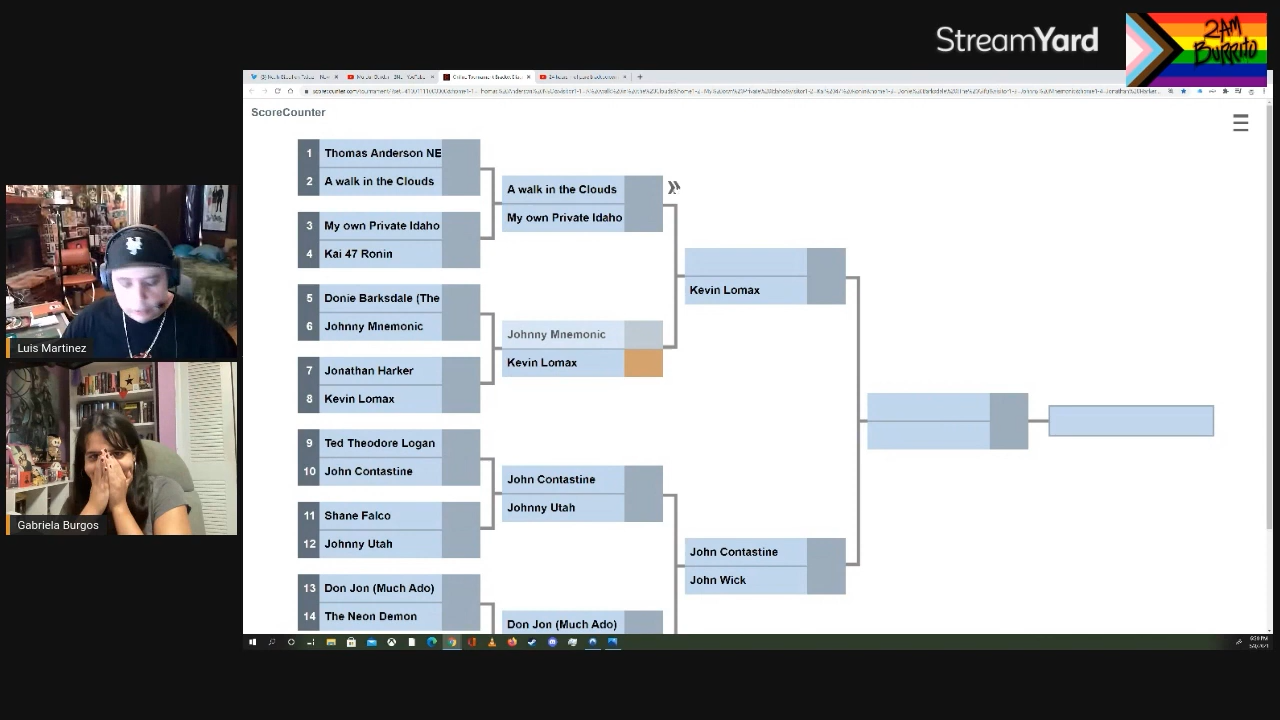 StreamYard
2AM
BURRITO
ScoreCounter
1 Thomas Anderson NE
2 A walk in the Clouds
3 My own Private Idaho
4 Kai 47 Ronin
5 Donie Barksdale (The
6 Johnny Mnemonic
7 Jonathan Harker
8 Kevin Lomax
9 Ted Theodore Logan
10 John Contastine
11 Shane Falco
12 Johnny Utah
13 Don Jon (Much Ado)
14 The Neon Demon
A walk in the Clouds
My own Private Idaho
Johnny Mnemonic
Kevin Lomax
John Contastine
Johnny Utah
Don Jon (Much Ado)
Kevin Lomax
John Contastine
John Wick
Luis Martinez
Gabriela Burgos